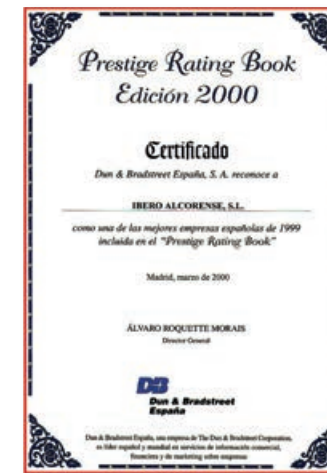 Prestige Rating Book
Edición 2000
Certificado
Dun & Bradstreet España, S. A. reconoce a
IBERO ALCORENSE, S.L.
como una de las mejores empresas españolas de 1999
incluida en el "Prestige Rating Book"
Madrid, marzo de 2000
ÁLVARO ROQUETTE MORAIS
Director General
D&B
Dun & Bradstreet
España
Dun & Bradstreet España, una empresa de The Dun & Bradstreet Corporation,
es líder español y mundial en servicios de información comercial,
financiera y de marketing sobre empresas